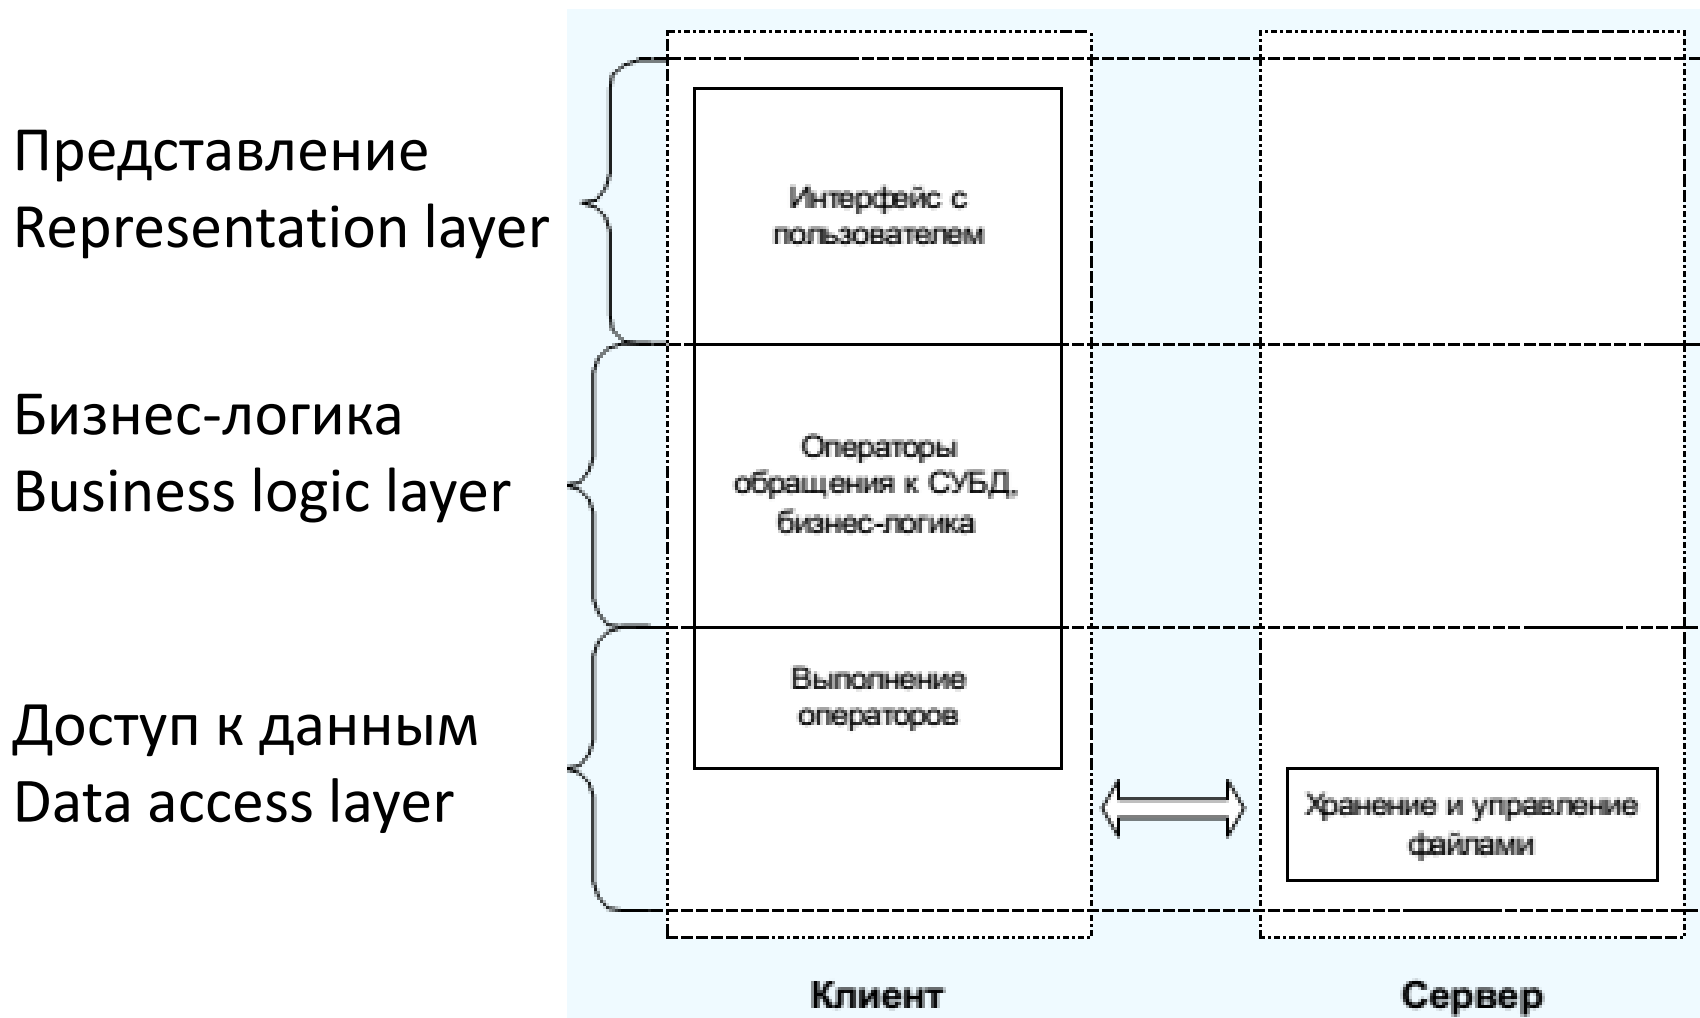 Представление
Representation layer
Интерфейс с
пользователем
Бизнес-логика
Business logic layer
Операторы
обращения к СУБД,
бизнес-логика
Доступ к данным
Data access layer
Выполнение
операторов
Хранение и управление
файлами
Клиент
Сервер